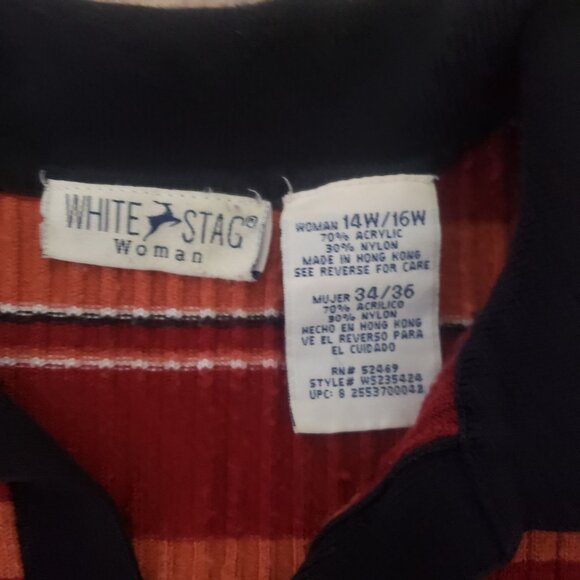 WHITE STAG®
Woman
WOMAN 14W/16W
70% ACRYLIC
30% NYLON
MADE IN HONG KONG
SEE REVERSE FOR CARE
MUJER 34/36
70% ACRILICO
30% NYLON
HECHO EN HONG KONG
VE EL REVERSO PARA
EL CUIDADO
RN# 52469
STYLE# WS235424
UPC: 8 2553700042